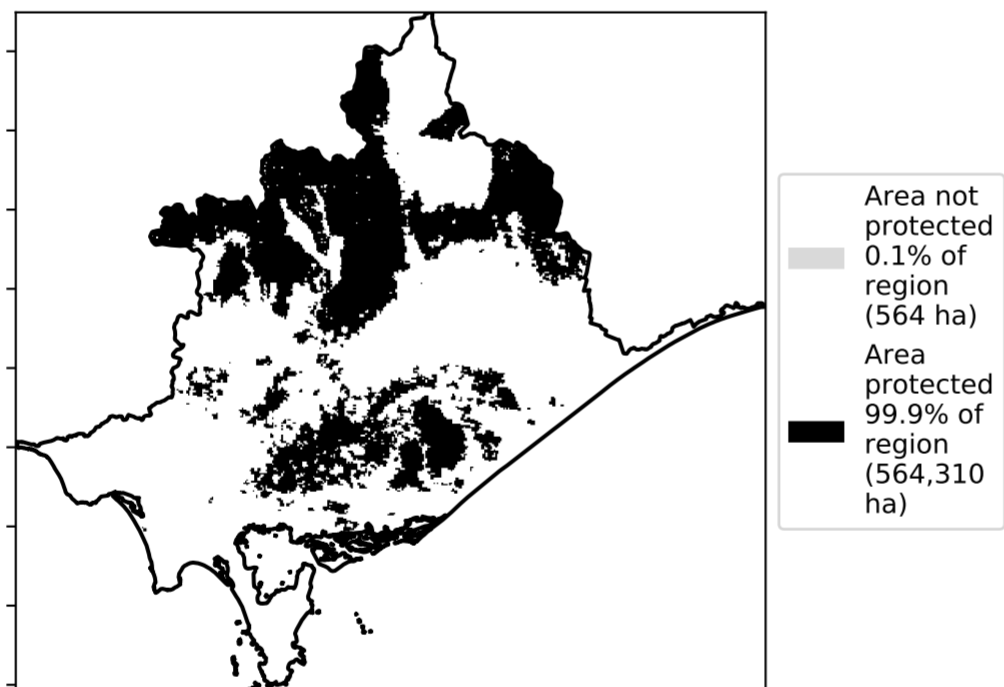 Area not
protected
0.1% of
region
(564 ha)
Area
protected
99.9% of
region
(564,310
ha)